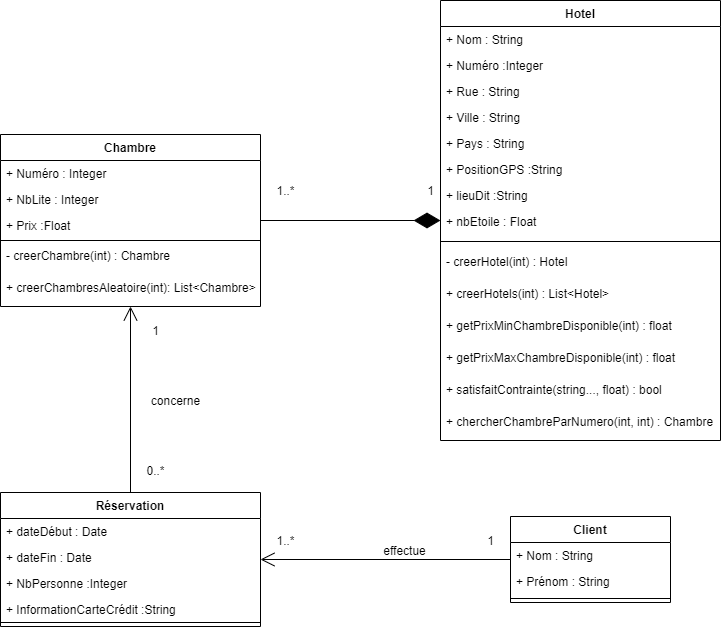 Hotel
+ Nom : String
+ Numéro :Integer
+ Rue : String
+ Ville : String
+ Pays : String
+ PositionGPS :String
+ lieuDit :String
+ nbEtoile : Float
- creerHotel(int) : Hotel
+ creerHotels(int) : List<Hotel>
+ getPrixMinChambreDisponible(int) : float
+ getPrixMaxChambreDisponible(int) : float
+ satisfaitContrainte(string..., float) : bool
+ chercherChambreParNumero(int, int) : Chambre
Chambre
+ Numéro : Integer
+ NbLite : Integer
+ Prix :Float
- creerChambre(int) : Chambre
+ creerChambresAleatoire(int): List<Chambre>
1..*
1
1
concerne
0..*
Réservation
+ dateDébut : Date
+ dateFin : Date
+ NbPersonne :Integer
+ InformationCarteCrédit :String
1..*
effectue
1
Client
+ Nom : String
+ Prénom : String